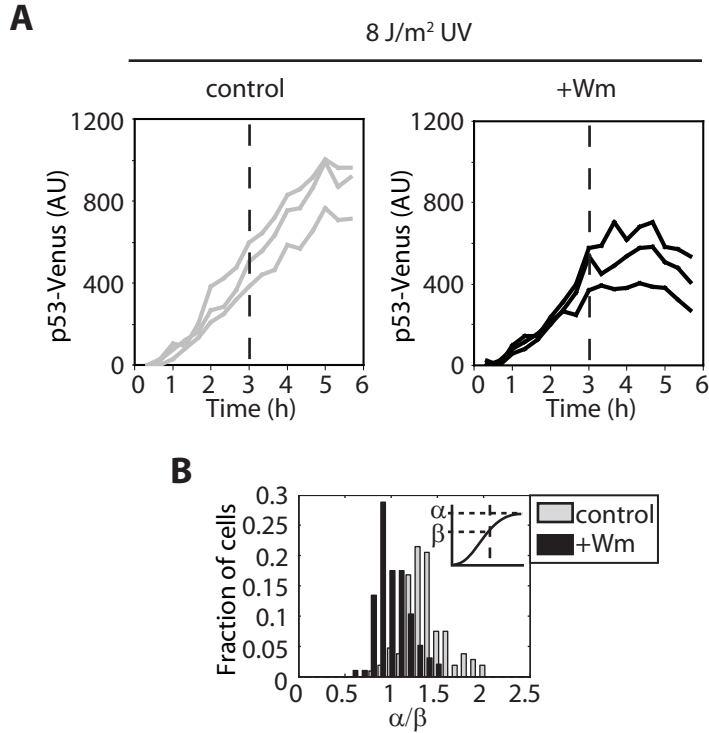 A
8 J/m² UV
control
+Wm
p53-Venus (AU)
1200
800
400
0
0 1 2 3 4 5 6
Time (h)
p53-Venus (AU)
1200
800
400
0
0 1 2 3 4 5 6
Time (h)
B
Fraction of cells
0.3
0.25
0.2
0.15
0.1
0.05
0
0 0.5 1 1.5 2 2.5
α/β
α
β
control
+Wm